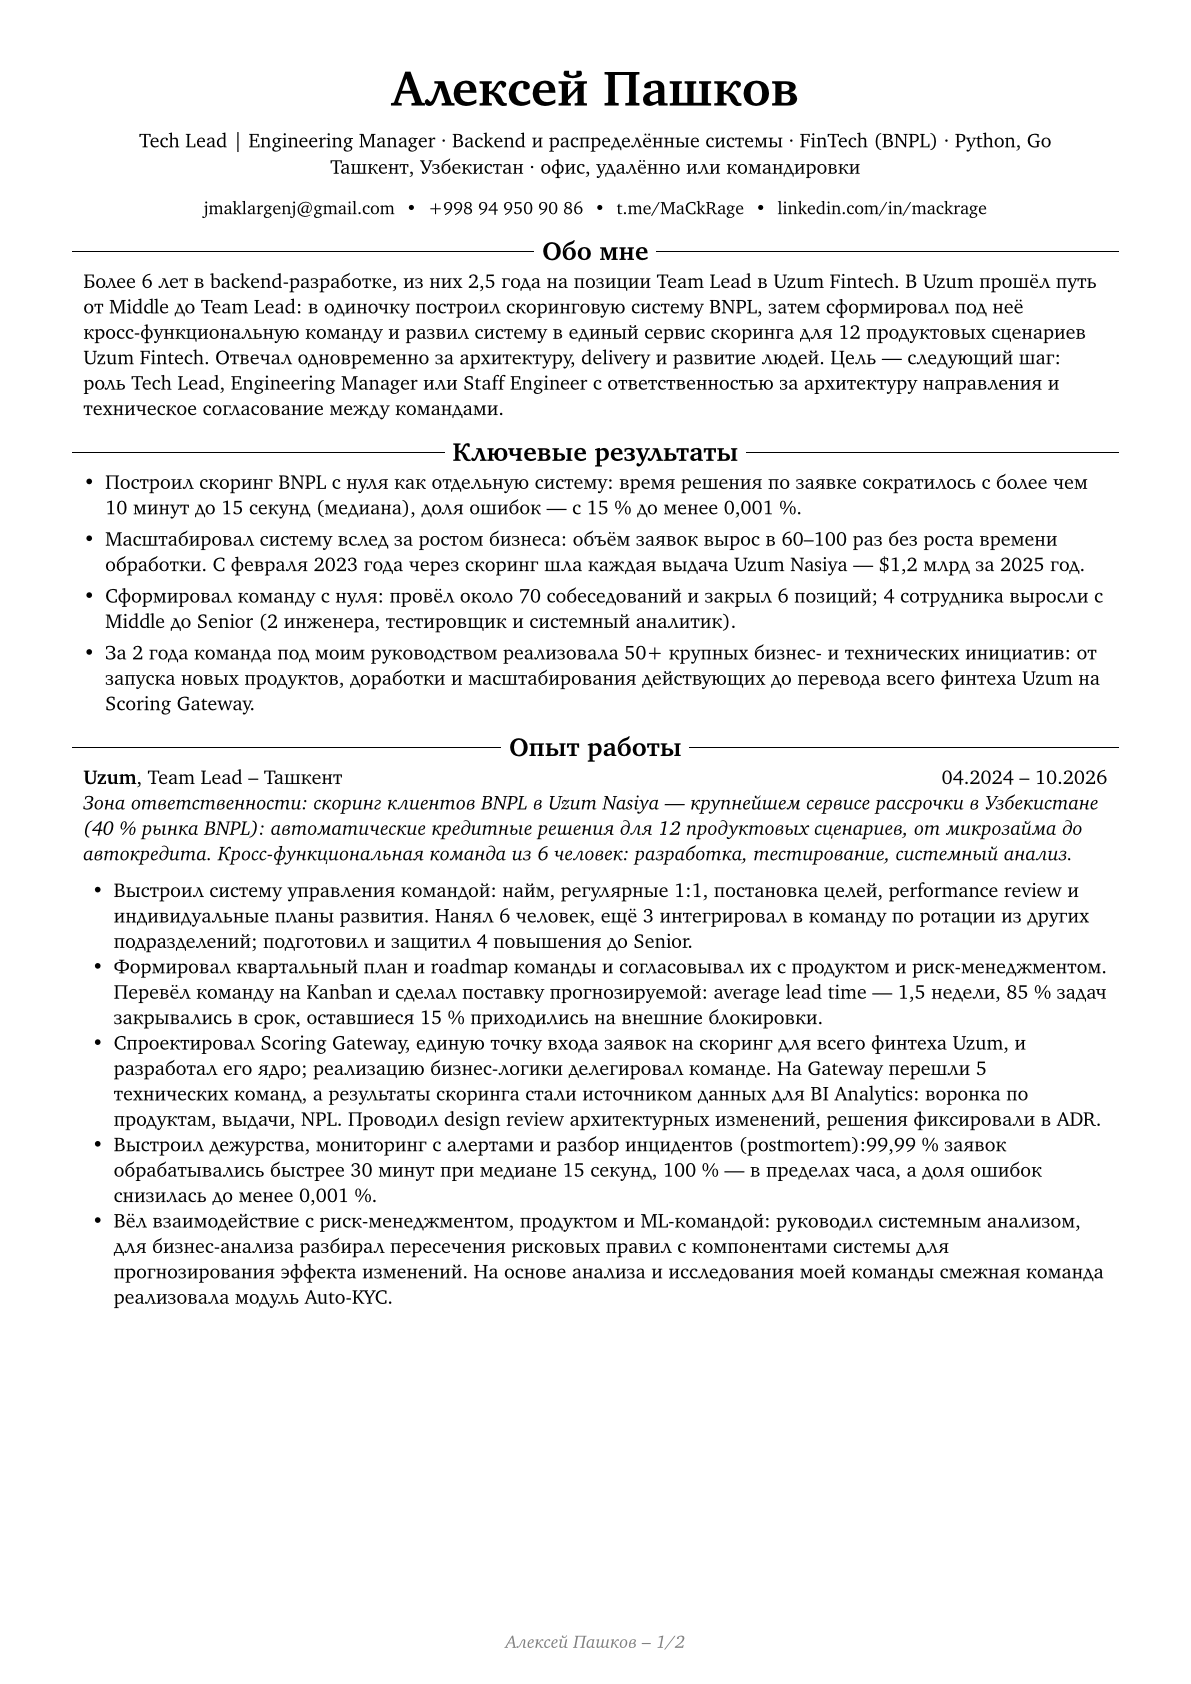 Алексей Пашков
Tech Lead | Engineering Manager · Backend и распределённые системы · FinTech (BNPL) · Python, Go
Ташкент, Узбекистан · офис, удалённо или командировки
jmaklargenj@gmail.com • +998 94 950 90 86 • t.me/MaCkRage • linkedin.com/in/mackrage
Обо мне
Более 6 лет в backend-разработке, из них 2,5 года на позиции Team Lead в Uzum Fintech. В Uzum прошёл путь
от Middle до Team Lead: в одиночку построил скоринговую систему BNPL, затем сформировал под неё
кросс-функциональную команду и развил систему в единый сервис скоринга для 12 продуктовых сценариев
Uzum Fintech. Отвечал одновременно за архитектуру, delivery и развитие людей. Цель — следующий шаг:
роль Tech Lead, Engineering Manager или Staff Engineer с ответственностью за архитектуру направления и
техническое согласование между командами.
Ключевые результаты
• Построил скоринг BNPL с нуля как отдельную систему: время решения по заявке сократилось с более чем
10 минут до 15 секунд (медиана), доля ошибок — с 15 % до менее 0,001 %.
• Масштабировал систему вслед за ростом бизнеса: объём заявок вырос в 60–100 раз без роста времени
обработки. С февраля 2023 года через скоринг шла каждая выдача Uzum Nasiya — $1,2 млрд за 2025 год.
• Сформировал команду с нуля: провёл около 70 собеседований и закрыл 6 позиций; 4 сотрудника выросли с
Middle до Senior (2 инженера, тестировщик и системный аналитик).
• За 2 года команда под моим руководством реализовала 50+ крупных бизнес- и технических инициатив: от
запуска новых продуктов, доработки и масштабирования действующих до перевода всего финтеха Uzum на
Scoring Gateway.
Опыт работы
Uzum, Team Lead – Ташкент 04.2024 – 10.2026
Зона ответственности: скоринг клиентов BNPL в Uzum Nasiya — крупнейшем сервисе рассрочки в Узбекистане
(40 % рынка BNPL): автоматические кредитные решения для 12 продуктовых сценариев, от микрозайма до
автокредита. Кросс-функциональная команда из 6 человек: разработка, тестирование, системный анализ.
• Выстроил систему управления командой: найм, регулярные 1:1, постановка целей, performance review и
индивидуальные планы развития. Нанял 6 человек, ещё 3 интегрировал в команду по ротации из других
подразделений; подготовил и защитил 4 повышения до Senior.
• Формировал квартальный план и roadmap команды и согласовывал их с продуктом и риск-менеджментом.
Перевёл команду на Kanban и сделал поставку прогнозируемой: average lead time — 1,5 недели, 85 % задач
закрывались в срок, оставшиеся 15 % приходились на внешние блокировки.
• Спроектировал Scoring Gateway, единую точку входа заявок на скоринг для всего финтеха Uzum, и
разработал его ядро; реализацию бизнес-логики делегировал команде. На Gateway перешли 5
технических команд, а результаты скоринга стали источником данных для BI Analytics: воронка по
продуктам, выдачи, NPL. Проводил design review архитектурных изменений, решения фиксировали в ADR.
• Выстроил дежурства, мониторинг с алертами и разбор инцидентов (postmortem):99,99 % заявок
обрабатывались быстрее 30 минут при медиане 15 секунд, 100 % — в пределах часа, а доля ошибок
снизилась до менее 0,001 %.
• Вёл взаимодействие с риск-менеджментом, продуктом и ML-командой: руководил системным анализом,
для бизнес-анализа разбирал пересечения рисковых правил с компонентами системы для
прогнозирования эффекта изменений. На основе анализа и исследования моей команды смежная команда
реализовала модуль Auto-KYC.
Алексей Пашков – 1/2